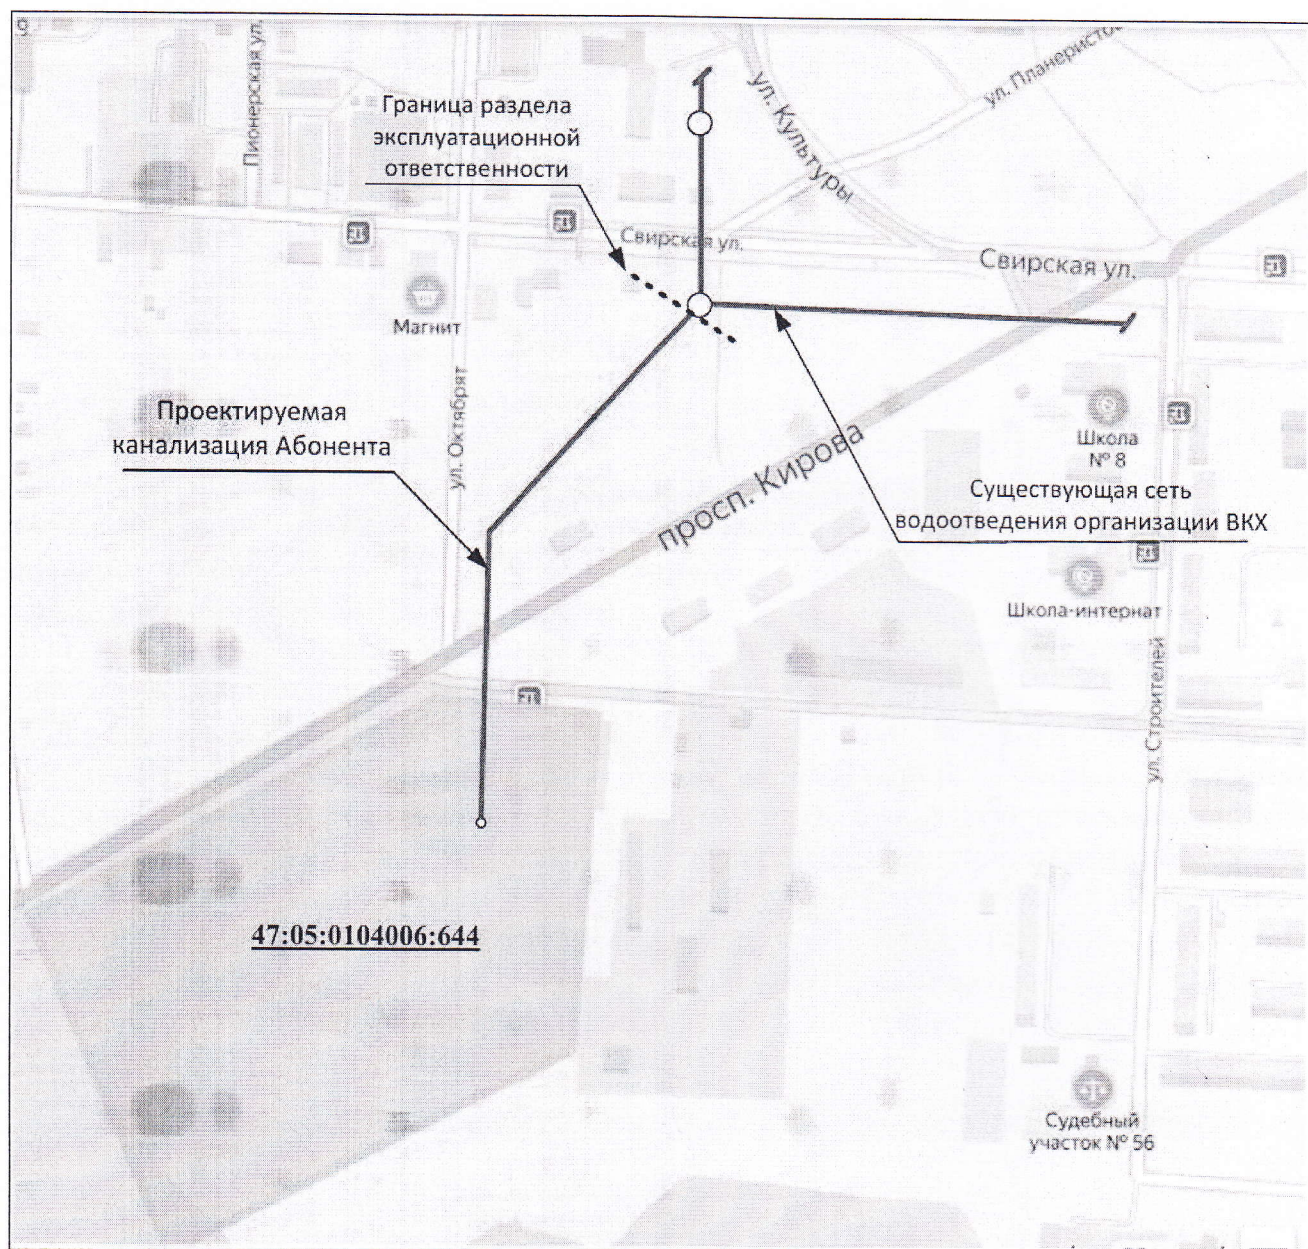 Пионерская ул.
Граница раздела
эксплуатационной
ответственности
ул. Культуры
ул. Планеристо
Свирская ул.
Свирская ул.
Магнит
Проектируемая
канализация Абонента
ул. Октябрят
просп. Кирова
Школа
№ 8
Существующая сеть
водоотведения организации ВКХ
Школа-интернат
ул. Строителей
47:05:0104006:644
Судебный
участок № 56